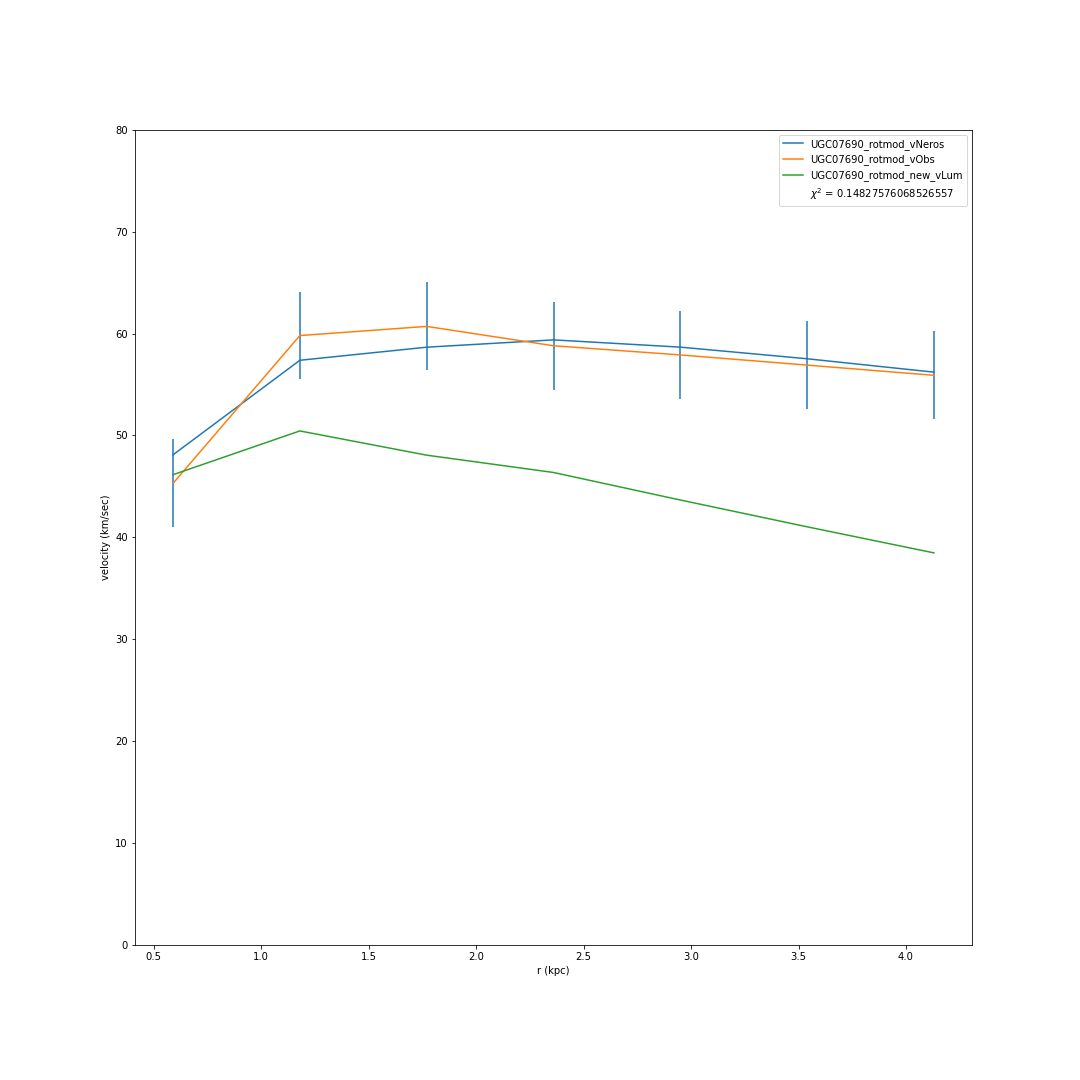 80
70
60
50
40
30
20
10
0
velocity (km/sec)
UGC07690_rotmod_vNeros
UGC07690_rotmod_vObs
UGC07690_rotmod_new_vLum
χ² = 0.14827576068526557
0.5 1.0 1.5 2.0 2.5 3.0 3.5 4.0
r (kpc)